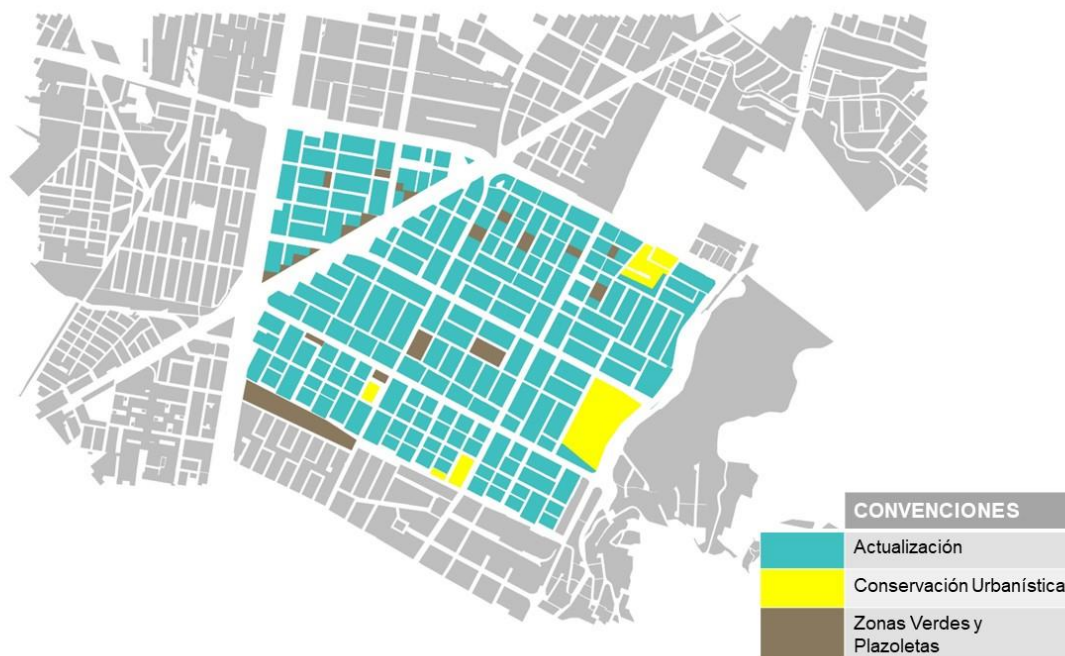 CONVENCIONES
Actualización
Conservación Urbanística
Zonas Verdes y
Plazoletas